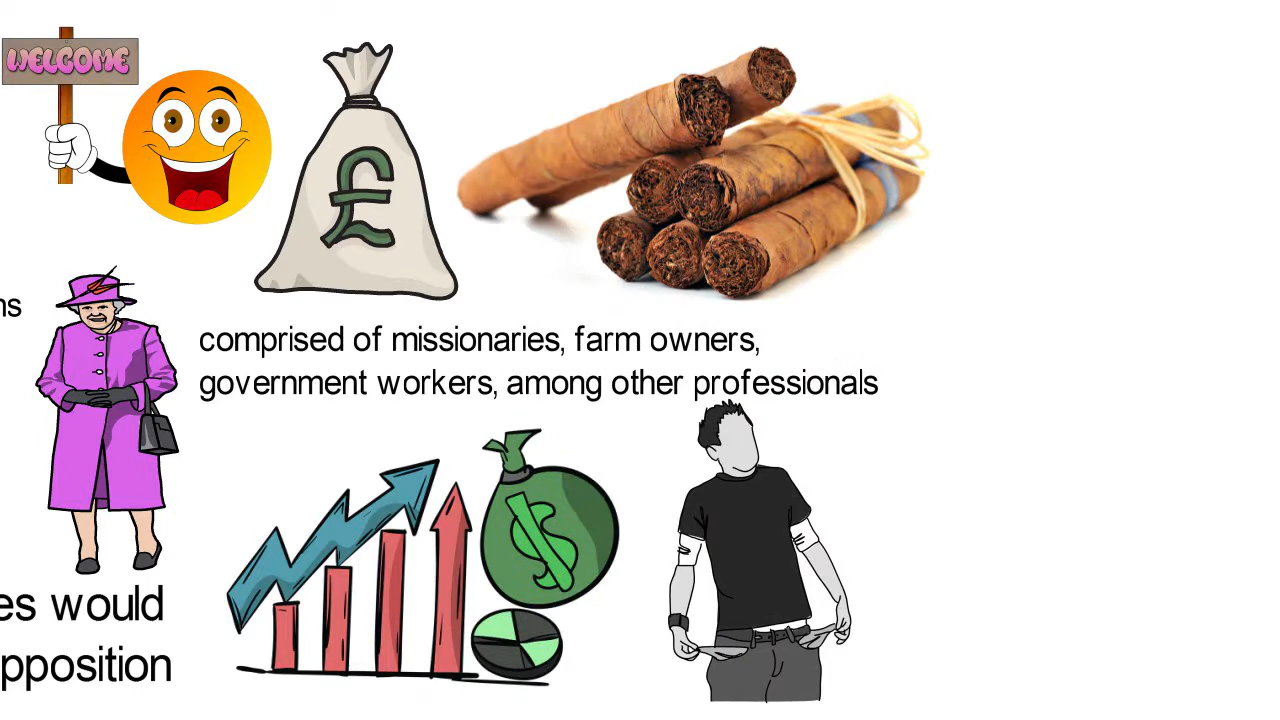 WELCOME
ns
comprised of missionaries, farm owners,
government workers, among other professionals
es would
pposition